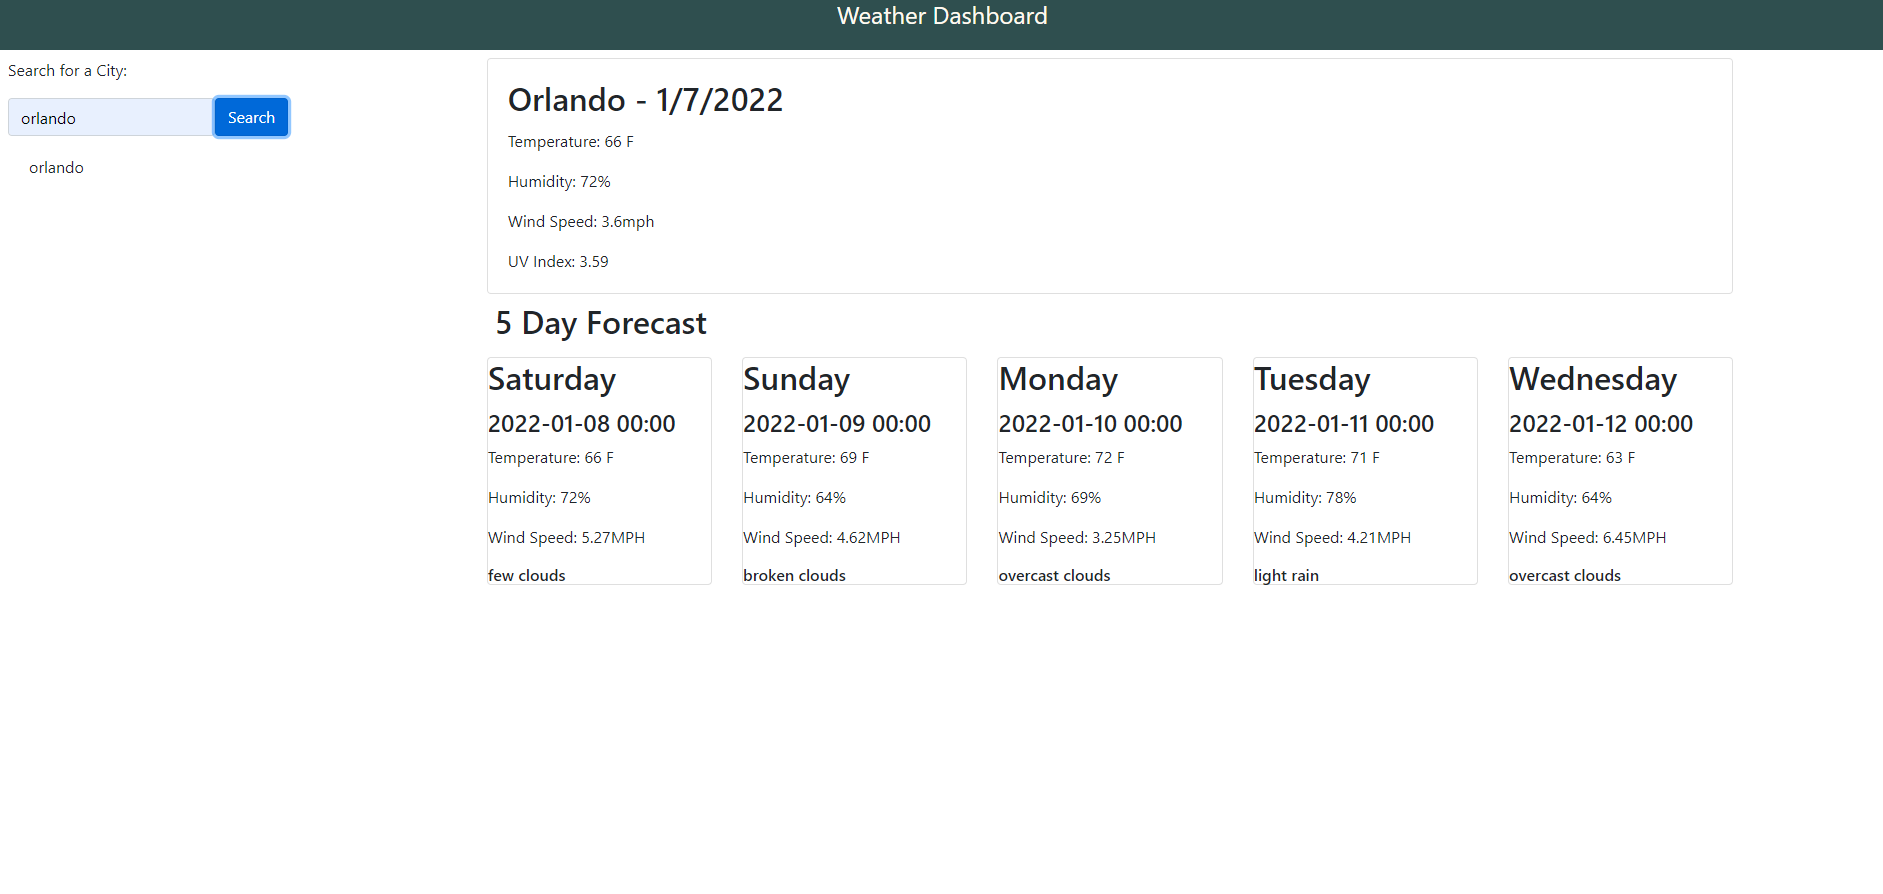 Weather Dashboard
Search for a City:
orlando
Search
orlando
Orlando - 1/7/2022
Temperature: 66 F
Humidity: 72%
Wind Speed: 3.6mph
UV Index: 3.59
5 Day Forecast
Saturday
2022-01-08 00:00
Temperature: 66 F
Humidity: 72%
Wind Speed: 5.27MPH
few clouds
Sunday
2022-01-09 00:00
Temperature: 69 F
Humidity: 64%
Wind Speed: 4.62MPH
broken clouds
Monday
2022-01-10 00:00
Temperature: 72 F
Humidity: 69%
Wind Speed: 3.25MPH
overcast clouds
Tuesday
2022-01-11 00:00
Temperature: 71 F
Humidity: 78%
Wind Speed: 4.21MPH
light rain
Wednesday
2022-01-12 00:00
Temperature: 63 F
Humidity: 64%
Wind Speed: 6.45MPH
overcast clouds